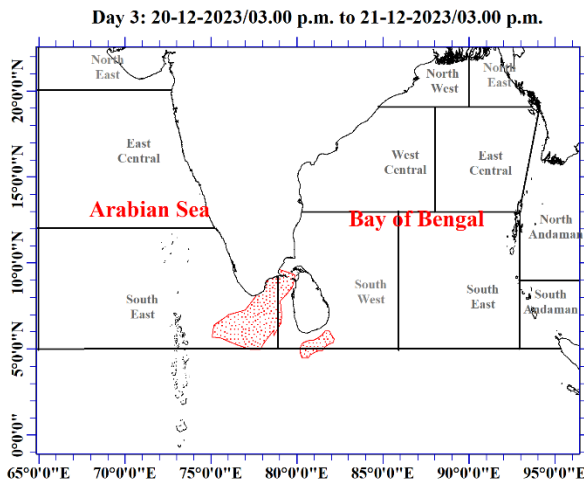 Day 3: 20-12-2023/03.00 p.m. to 21-12-2023/03.00 p.m.
North
East
North
West
North
East
20°0'0"N
East
Central
West
Central
East
Central
15°0'0"N
Arabian Sea
Bay of Bengal
North
Andaman
10°0'0"N
South
East
South
West
South
East
South
Andaman
5°0'0"N
0°0'0"
65°0'0"E
70°0'0"E
75°0'0"E
80°0'0"E
85°0'0"E
90°0'0"E
95°0'0"E